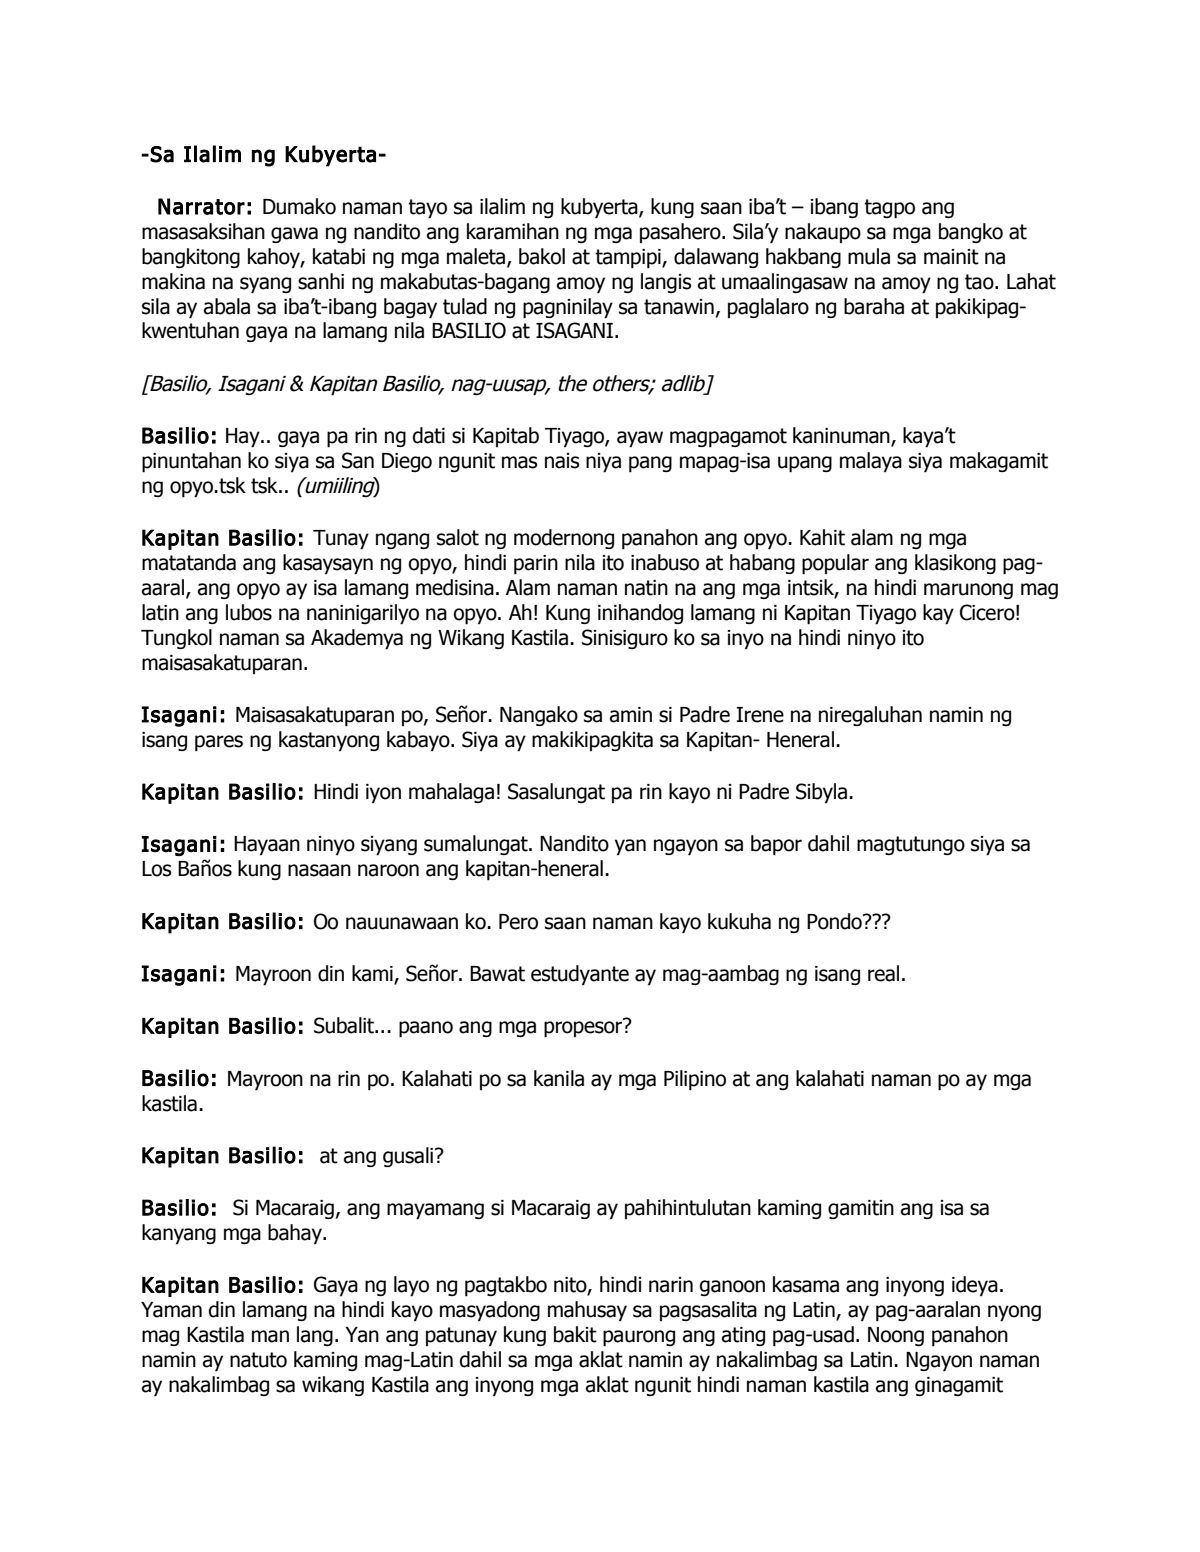 -Sa Ilalim ng Kubyerta-
Narrator: Dumako naman tayo sa ilalim ng kubyerta, kung saan iba’t – ibang tagpo ang
masasaksihan gawa ng nandito ang karamihan ng mga pasahero. Sila’y nakaupo sa mga bangko at
bangkitong kahoy, katabi ng mga maleta, bakol at tampipi, dalawang hakbang mula sa mainit na
makina na syang sanhi ng makabutas-bagang amoy ng langis at umaalingasaw na amoy ng tao. Lahat
sila ay abala sa iba’t-ibang bagay tulad ng pagninilay sa tanawin, paglalaro ng baraha at pakikipag-
kwentuhan gaya na lamang nila BASILIO at ISAGANI.
[Basilio, Isagani & Kapitan Basilio, nag-uusap, the others; adlib]
Basilio: Hay.. gaya pa rin ng dati si Kapitab Tiyago, ayaw magpagamot kaninuman, kaya’t
pinuntahan ko siya sa San Diego ngunit mas nais niya pang mapag-isa upang malaya siya makagamit
ng opyo.tsk tsk.. (umiiling)
Kapitan Basilio: Tunay ngang salot ng modernong panahon ang opyo. Kahit alam ng mga
matatanda ang kasaysayn ng opyo, hindi parin nila ito inabuso at habang popular ang klasikong pag-
aaral, ang opyo ay isa lamang medisina. Alam naman natin na ang mga intsik, na hindi marunong mag
latin ang lubos na naninigarilyo na opyo. Ah! Kung inihandog lamang ni Kapitan Tiyago kay Cicero!
Tungkol naman sa Akademya ng Wikang Kastila. Sinisiguro ko sa inyo na hindi ninyo ito
maisasakatuparan.
Isagani: Maisasakatuparan po, Señor. Nangako sa amin si Padre Irene na niregaluhan namin ng
isang pares ng kastanyong kabayo. Siya ay makikipagkita sa Kapitan- Heneral.
Kapitan Basilio: Hindi iyon mahalaga! Sasalungat pa rin kayo ni Padre Sibyla.
Isagani: Hayaan ninyo siyang sumalungat. Nandito yan ngayon sa bapor dahil magtutungo siya sa
Los Baños kung nasaan naroon ang kapitan-heneral.
Kapitan Basilio: Oo nauunawaan ko. Pero saan naman kayo kukuha ng Pondo???
Isagani: Mayroon din kami, Señor. Bawat estudyante ay mag-aambag ng isang real.
Kapitan Basilio: Subalit... paano ang mga propesor?
Basilio: Mayroon na rin po. Kalahati po sa kanila ay mga Pilipino at ang kalahati naman po ay mga
kastila.
Kapitan Basilio: at ang gusali?
Basilio: Si Macaraig, ang mayamang si Macaraig ay pahihintulutan kaming gamitin ang isa sa
kanyang mga bahay.
Kapitan Basilio: Gaya ng layo ng pagtakbo nito, hindi narin ganoon kasama ang inyong ideya.
Yaman din lamang na hindi kayo masyadong mahusay sa pagsasalita ng Latin, ay pag-aaralan nyong
mag Kastila man lang. Yan ang patunay kung bakit paurong ang ating pag-usad. Noong panahon
namin ay natuto kaming mag-Latin dahil sa mga aklat namin ay nakalimbag sa Latin. Ngayon naman
ay nakalimbag sa wikang Kastila ang inyong mga aklat ngunit hindi naman kastila ang ginagamit